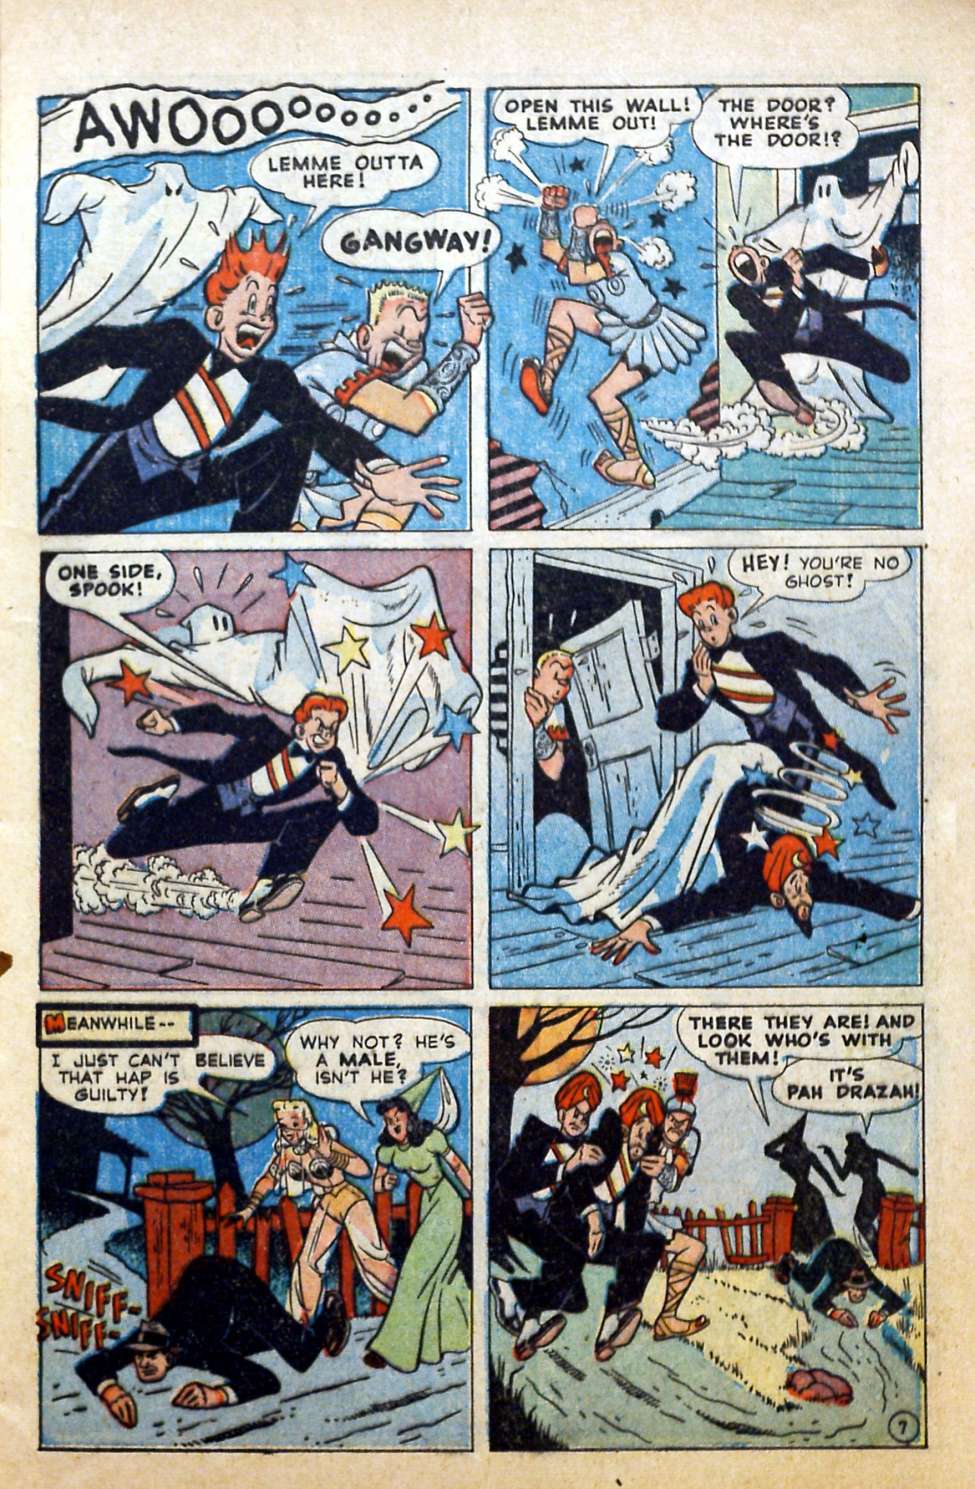 AWOOOOOOOOO.....
LEMME OUTTA
HERE!
GANGWAY!
OPEN THIS WALL!
LEMME OUT!
THE DOOR?
WHERE'S
THE DOOR!?
ONE SIDE,
SPOOK!
HEY! YOU'RE NO
GHOST!
MEANWHILE--
I JUST CAN'T BELIEVE
THAT HAP IS
GUILTY!
WHY NOT? HE'S
A MALE,
ISN'T HE?
SNIFF-
SNIFF-
THERE THEY ARE! AND
LOOK WHO'S WITH
THEM!
IT'S
PAH DRAZAH!
7